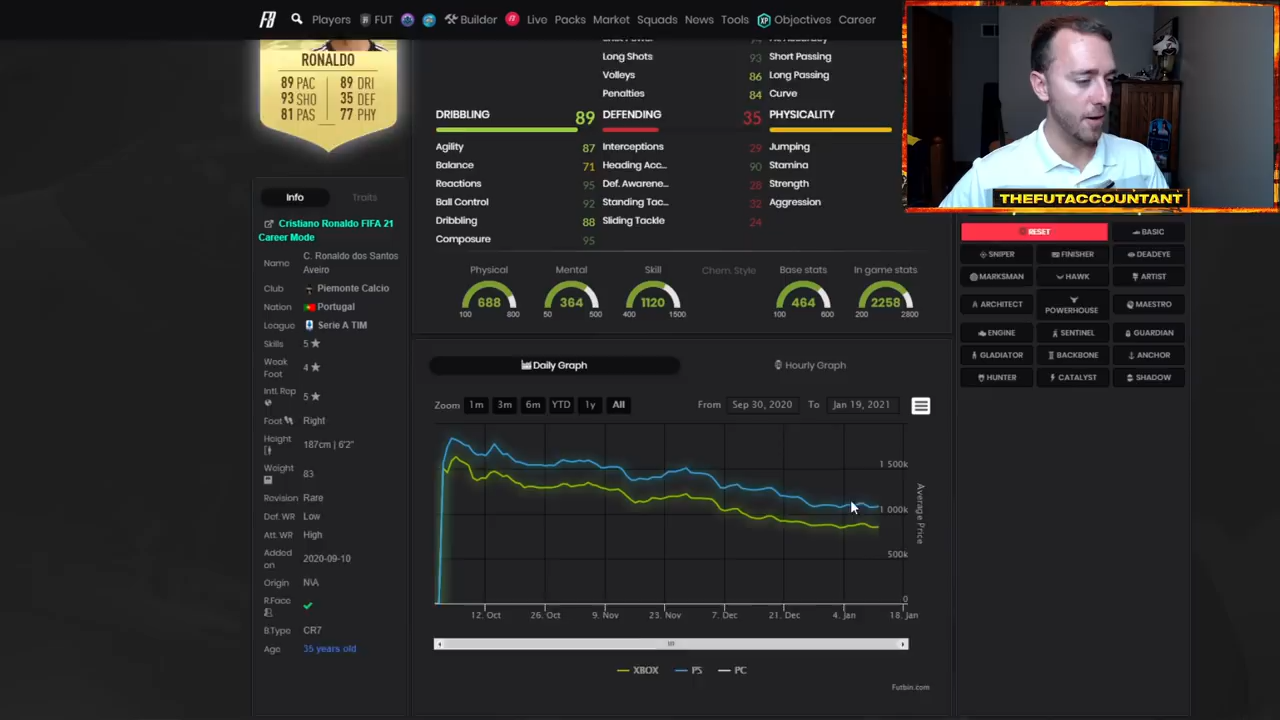 FB Players FUT Builder Live Packs Market Squads News Tools XP Objectives Career
RONALDO
89 PAC 89 DRI
93 SHO 35 DEF
81 PAS 77 PHY
Long Shots 93 Short Passing
Volleys 86 Long Passing
Penalties 84 Curve
DRIBBLING 89 DEFENDING 35 PHYSICALITY
Agility 87 Interceptions 29 Jumping
Balance 71 Heading Acc... 90 Stamina
Reactions 95 Def. Awarene... 28 Strength
Ball Control 92 Standing Tac... 32 Aggression
Dribbling 88 Sliding Tackle 24
Composure 95
Physical Mental Skill Chem. Style Base stats In game stats
688 364 1120 464 2258
100 800 50 500 400 1500 100 600 200 2800
THEFUTACCOUNTANT
RESET BASIC
SNIPER FINISHER DEADEYE
MARKSMAN HAWK ARTIST
ARCHITECT POWERHOUSE MAESTRO
ENGINE SENTINEL GUARDIAN
GLADIATOR BACKBONE ANCHOR
HUNTER CATALYST SHADOW
Info Traits
Cristiano Ronaldo FIFA 21
Career Mode
Name C. Ronaldo dos Santos
Aveiro
Club Piemonte Calcio
Nation Portugal
League Serie A TIM
Skills 5
Weak
Foot 4
Intl. Rep 5
Foot Right
Height 187cm | 6'2"
Weight 83
Revision Rare
Def. WR Low
Att. WR High
Added
on 2020-09-10
Origin N\A
R.Face
B.Type CR7
Age 35 years old
Daily Graph Hourly Graph
Zoom 1m 3m 6m YTD 1y All From Sep 30, 2020 To Jan 19, 2021
1 500k
1 000k
500k
0
Average Price
12. Oct 26. Oct 9. Nov 23. Nov 7. Dec 21. Dec 4. Jan 18. Jan
XBOX PS PC
Futbin.com